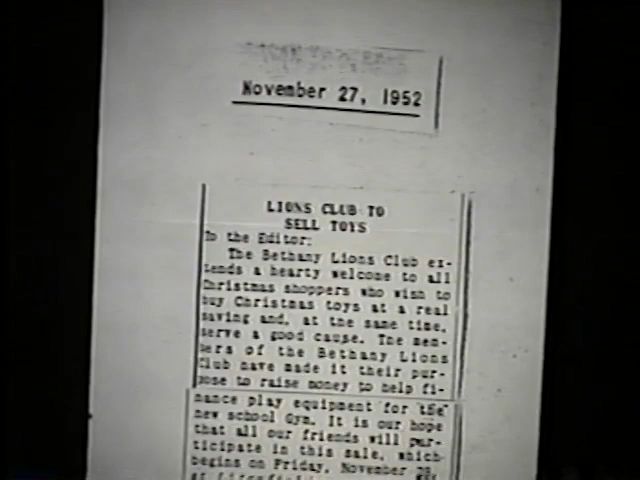 November 27, 1952
LIONS CLUB TO
SELL TOYS
To the Editor:
The Bethany Lions Club ex-
tends a hearty welcome to all
Christmas shoppers who wish to
buy Christmas toys at a real
saving and, at the same time,
serve a good cause. The mem-
bers of the Bethany Lions
Club have made it their pur-
pose to raise money to help fi-
nance play equipment for the
new school Gym. It is our hope
that all our friends will par-
ticipate in this sale, which
begins on Friday, November 28,
at